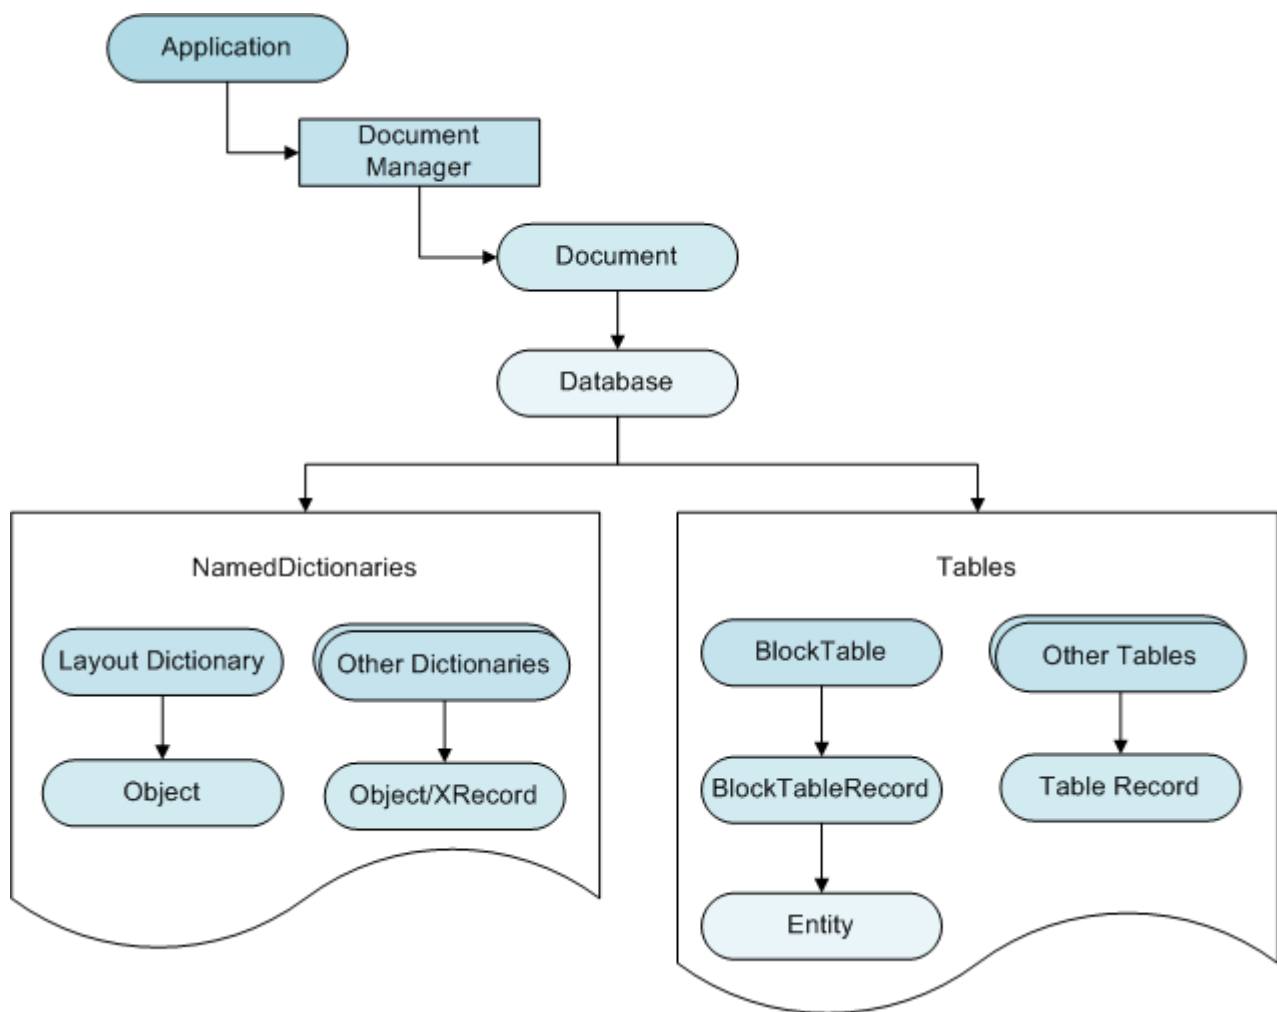 Application
Document
Manager
Document
Database
NamedDictionaries
Layout Dictionary
Other Dictionaries
Object
Object/XRecord
Tables
BlockTable
Other Tables
BlockTableRecord
Table Record
Entity